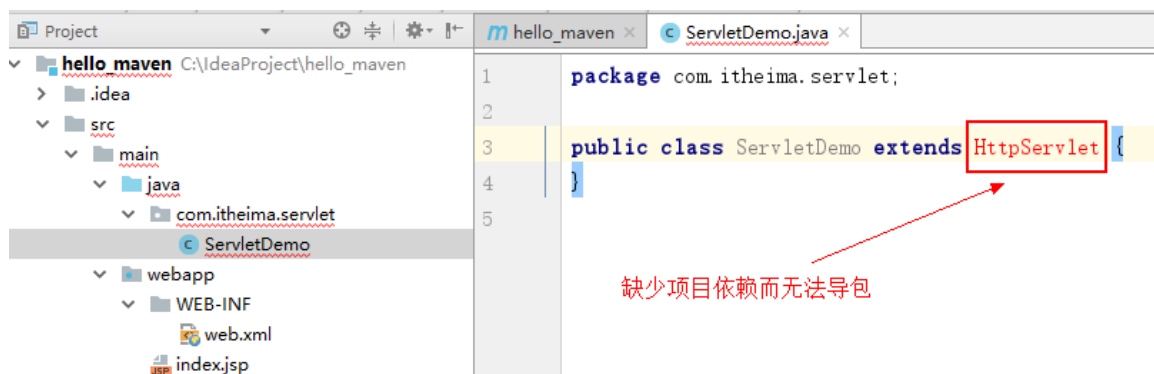 Project
hello_maven C:\IdeaProject\hello_maven
.idea
src
main
java
com.itheima.servlet
ServletDemo
webapp
WEB-INF
web.xml
index.jsp
hello_maven
ServletDemo.java
1 package com.itheima.servlet;
2
3 public class ServletDemo extends HttpServlet {
4 }
5
缺少项目依赖而无法导包